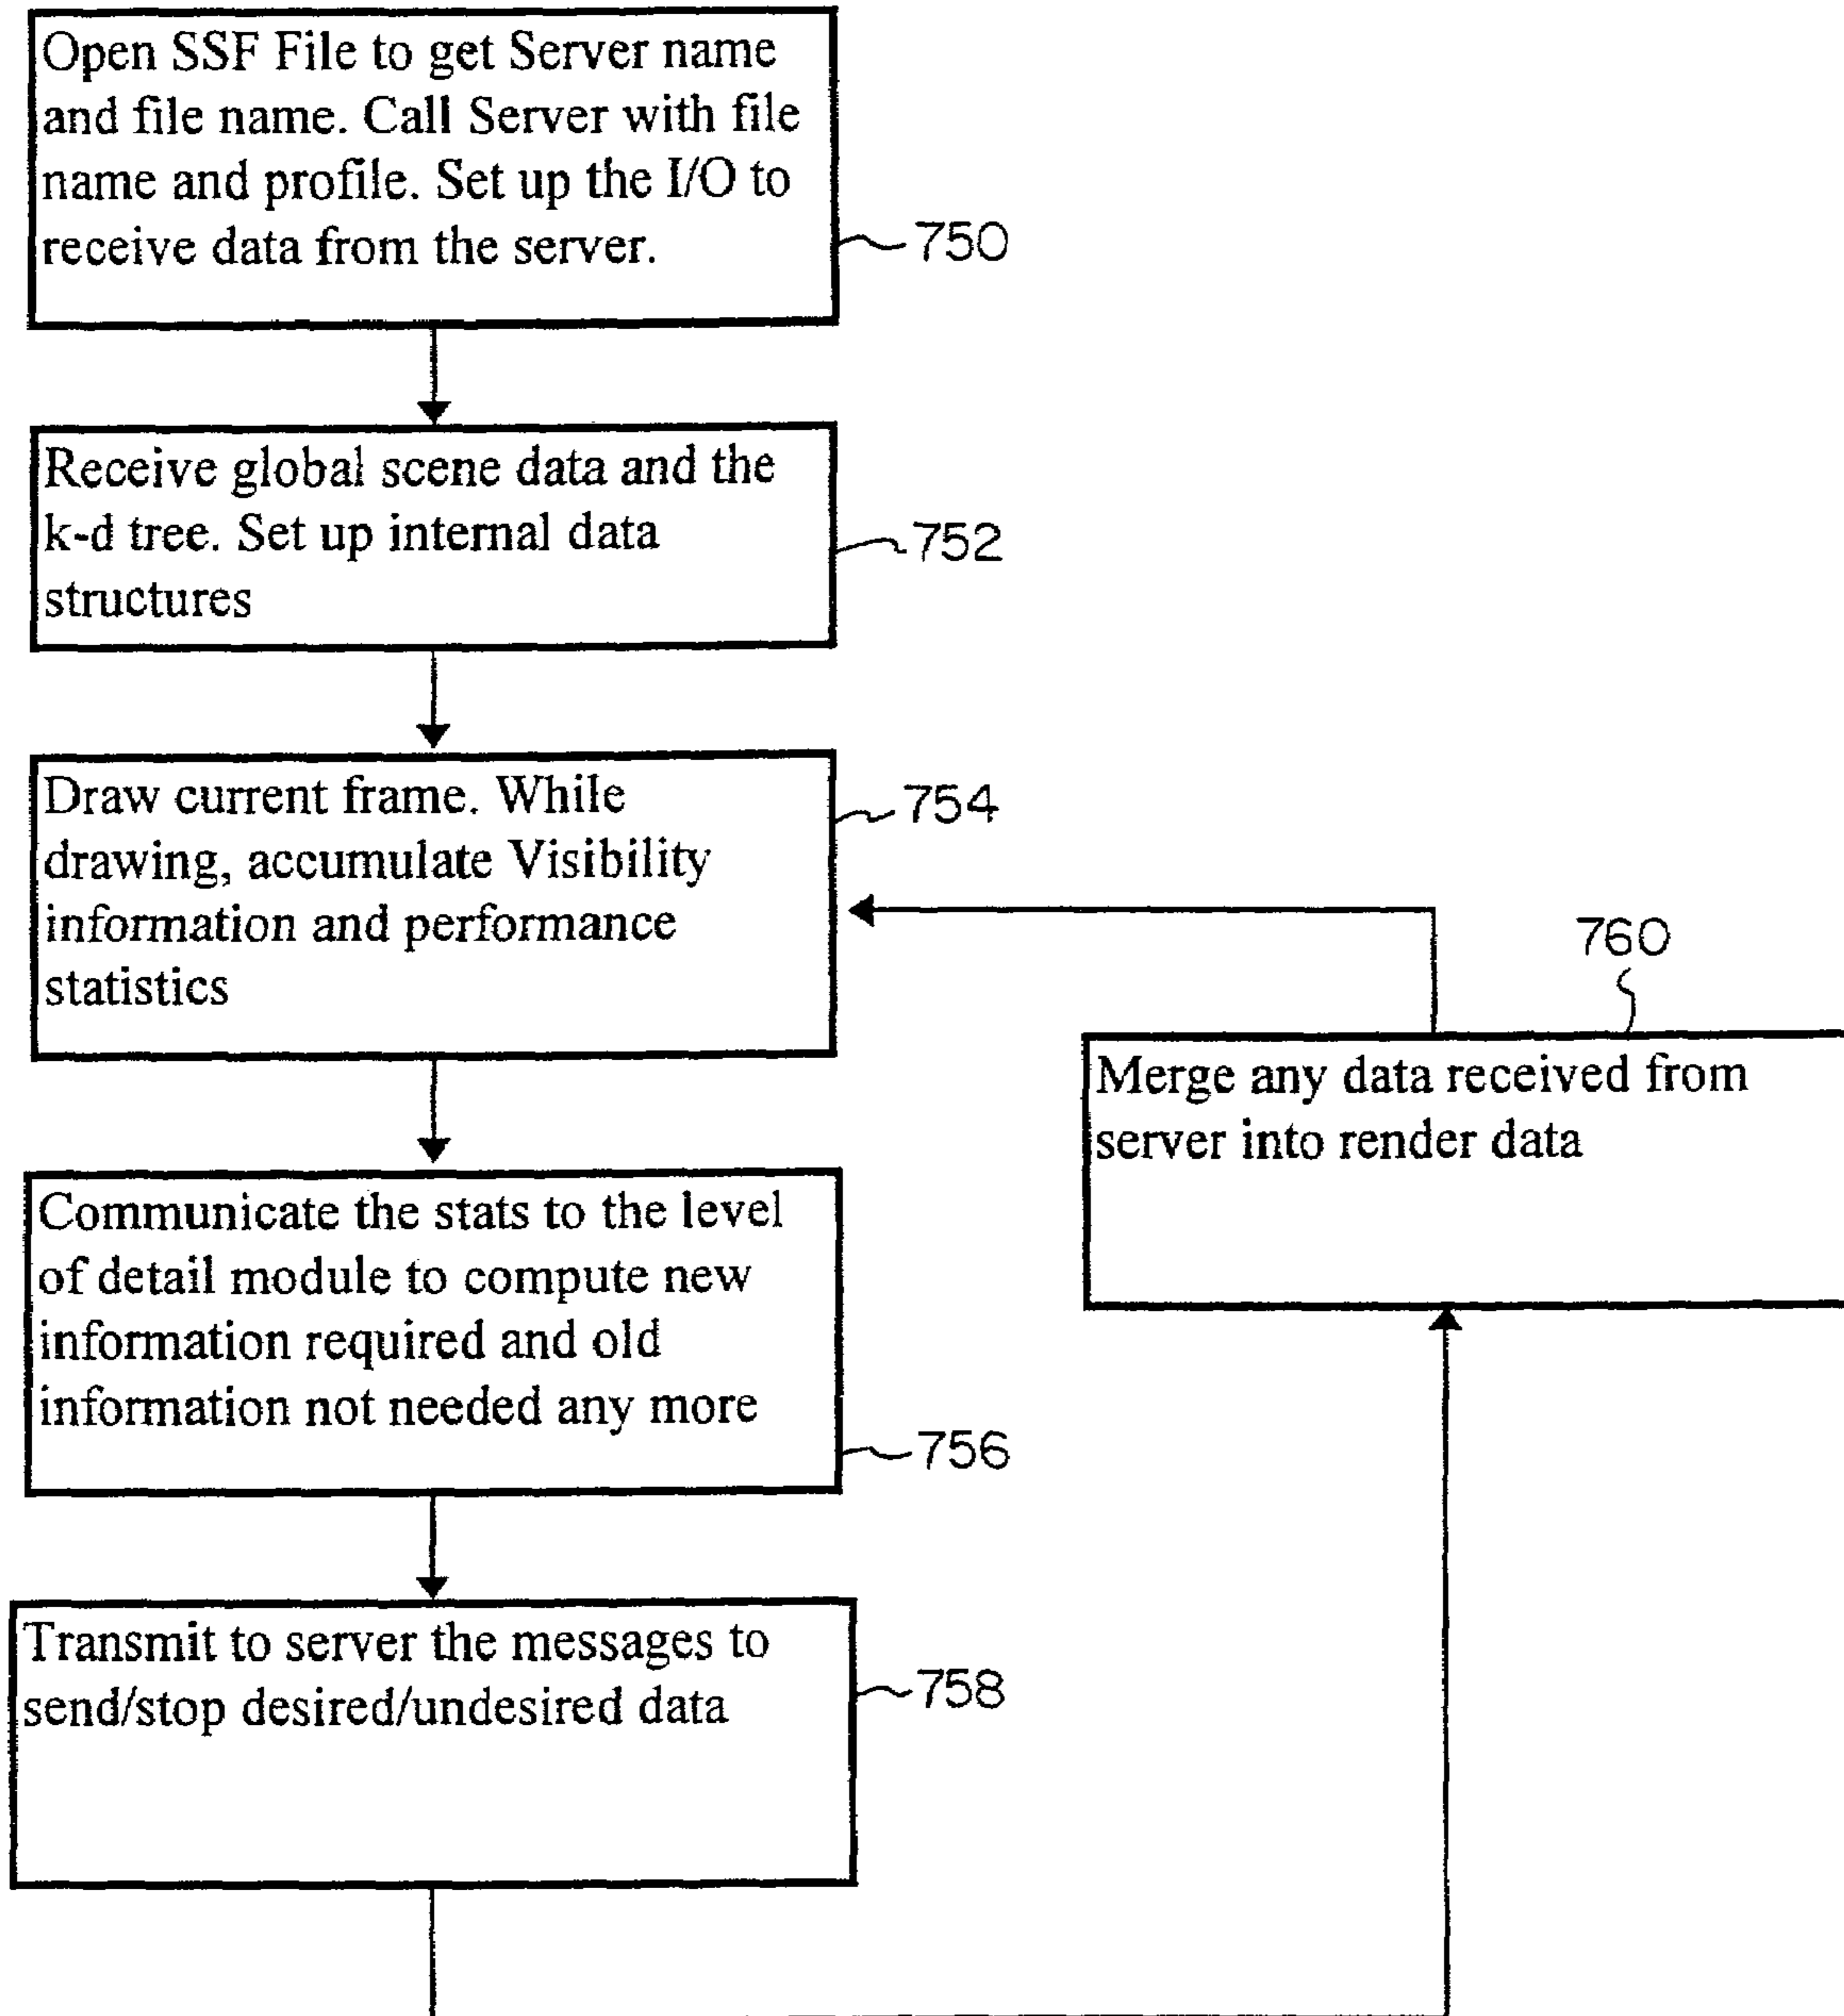 Open SSF File to get Server name
and file name. Call Server with file
name and profile. Set up the I/O to
receive data from the server.
750
Receive global scene data and the
k-d tree. Set up internal data
structures
752
Draw current frame. While
drawing, accumulate Visibility
information and performance
statistics
754
Communicate the stats to the level
of detail module to compute new
information required and old
information not needed any more
756
Transmit to server the messages to
send/stop desired/undesired data
758
760
Merge any data received from
server into render data